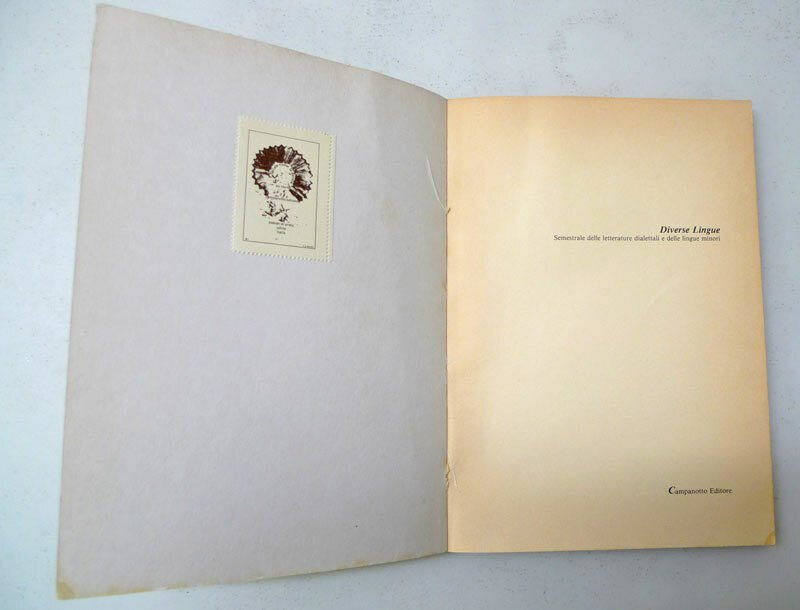 Diverse Lingue
Semestrale delle letterature dialettali e delle lingue minori
Campanotto Editore